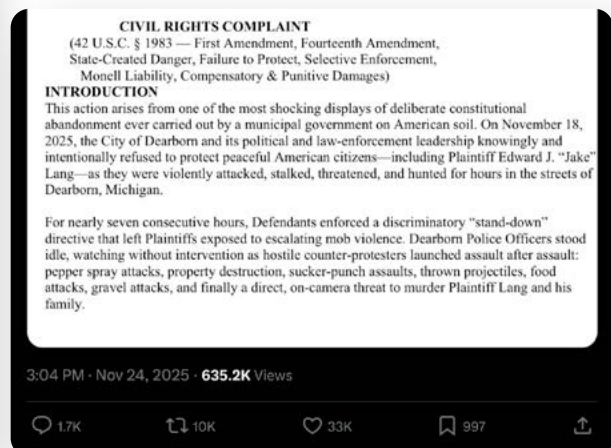 CIVIL RIGHTS COMPLAINT
(42 U.S.C. § 1983 — First Amendment, Fourteenth Amendment,
State-Created Danger, Failure to Protect, Selective Enforcement,
Monell Liability, Compensatory & Punitive Damages)
INTRODUCTION
This action arises from one of the most shocking displays of deliberate constitutional
abandonment ever carried out by a municipal government on American soil. On November 18,
2025, the City of Dearborn and its political and law-enforcement leadership knowingly and
intentionally refused to protect peaceful American citizens—including Plaintiff Edward J. “Jake”
Lang—as they were violently attacked, stalked, threatened, and hunted for hours in the streets of
Dearborn, Michigan.
For nearly seven consecutive hours, Defendants enforced a discriminatory “stand-down”
directive that left Plaintiffs exposed to escalating mob violence. Dearborn Police Officers stood
idle, watching without intervention as hostile counter-protesters launched assault after assault:
pepper spray attacks, property destruction, sucker-punch assaults, thrown projectiles, food
attacks, gravel attacks, and finally a direct, on-camera threat to murder Plaintiff Lang and his
family.
3:04 PM · Nov 24, 2025 · 635.2K Views
1.7K 10K 33K 997